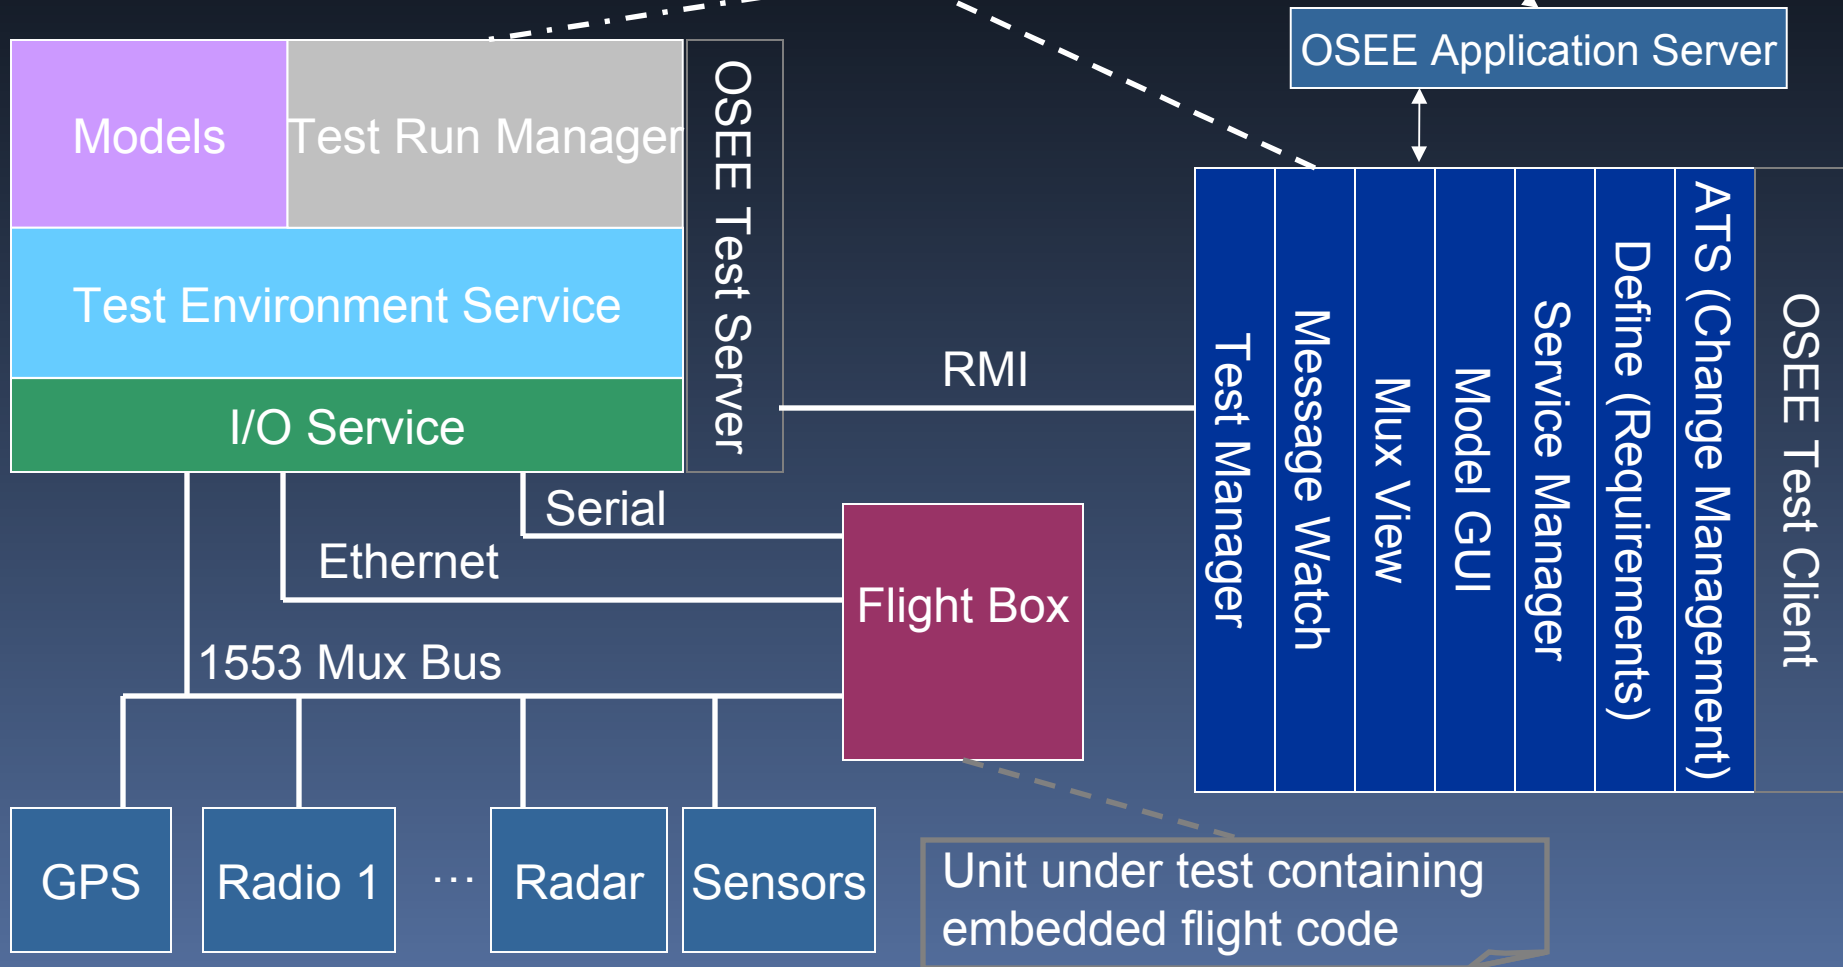 OSEE Application Server
Models
Test Run Manager
OSEE Test Server
Test Environment Service
I/O Service
RMI
Test Manager
Message Watch
Mux View
Model GUI
Service Manager
Define (Requirements)
ATS (Change Management)
OSEE Test Client
Serial
Ethernet
Flight Box
1553 Mux Bus
GPS
Radio 1
...
Radar
Sensors
Unit under test containing
embedded flight code